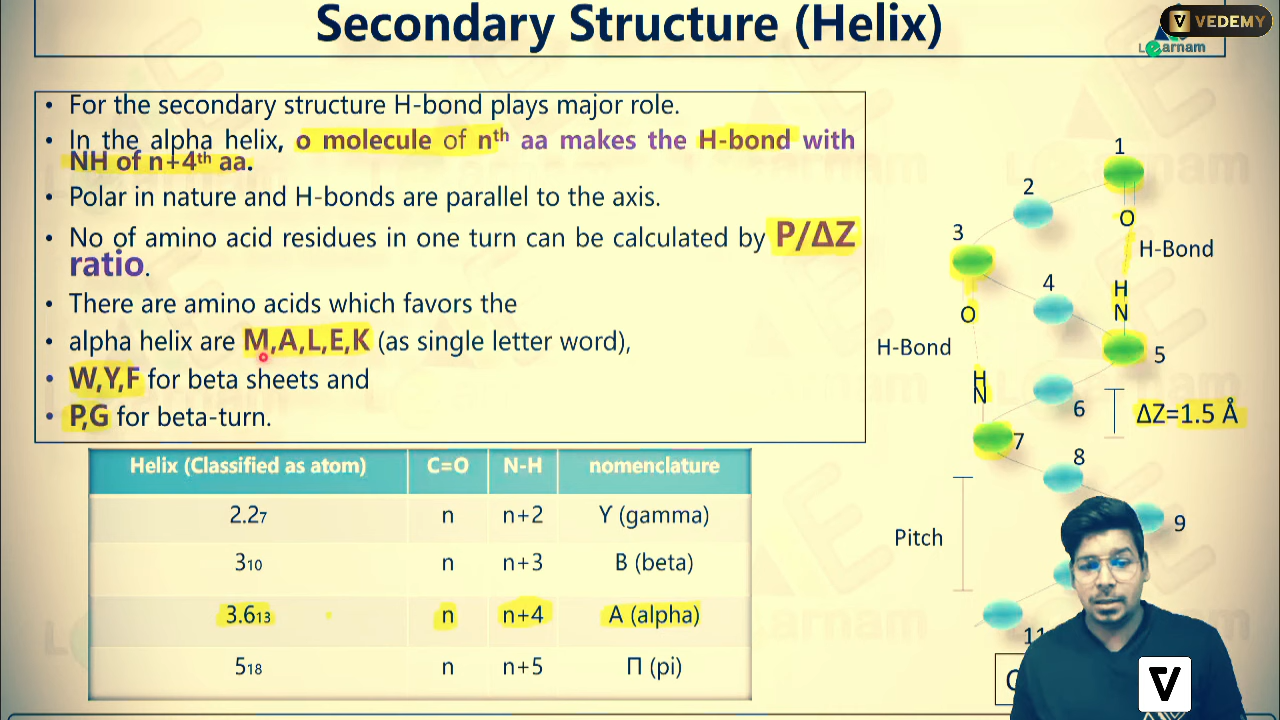 Secondary Structure (Helix)
VEDEMY
Learnam
• For the secondary structure H-bond plays major role.
• In the alpha helix, o molecule of nth aa makes the H-bond with
NH of n+4th aa.
• Polar in nature and H-bonds are parallel to the axis.
• No of amino acid residues in one turn can be calculated by P/ΔZ
ratio.
• There are amino acids which favors the
• alpha helix are M,A,L,E,K (as single letter word),
• W,Y,F for beta sheets and
• P,G for beta-turn.
Helix (Classified as atom) C=O N-H nomenclature
2.27 n n+2 Y (gamma)
310 n n+3 B (beta)
3.613 n n+4 A (alpha)
518 n n+5 Π (pi)
1
2
O
3
H-Bond
4
H
N
O
H-Bond
5
H
N
6
ΔZ=1.5 Å
7
8
9
Pitch
11